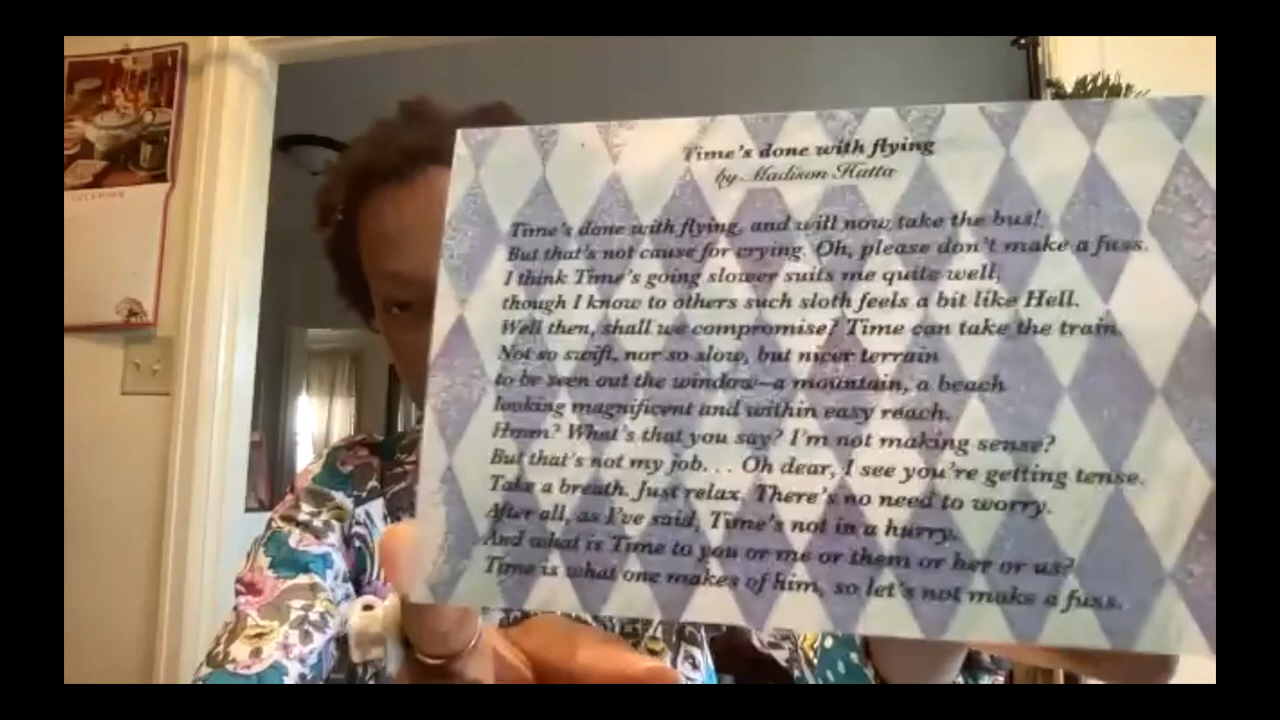 Time's done with flying
by Madison Hatta
Time's done with flying, and will now take the bus!
But that's not cause for crying. Oh, please don't make a fuss.
I think Time's going slower suits me quite well,
though I know to others such sloth feels a bit like Hell.
Well then, shall we compromise? Time can take the train.
Not so swift, nor so slow, but nicer terrain
to be seen out the window—a mountain, a beach
looking magnificent and within easy reach.
Hmm? What's that you say? I'm not making sense?
But that's not my job. . . Oh dear, I see you're getting tense.
Take a breath. Just relax. There's no need to worry.
After all, as I've said, Time's not in a hurry.
And what is Time to you or me or them or her or us?
Time is what one makes of him, so let's not make a fuss.